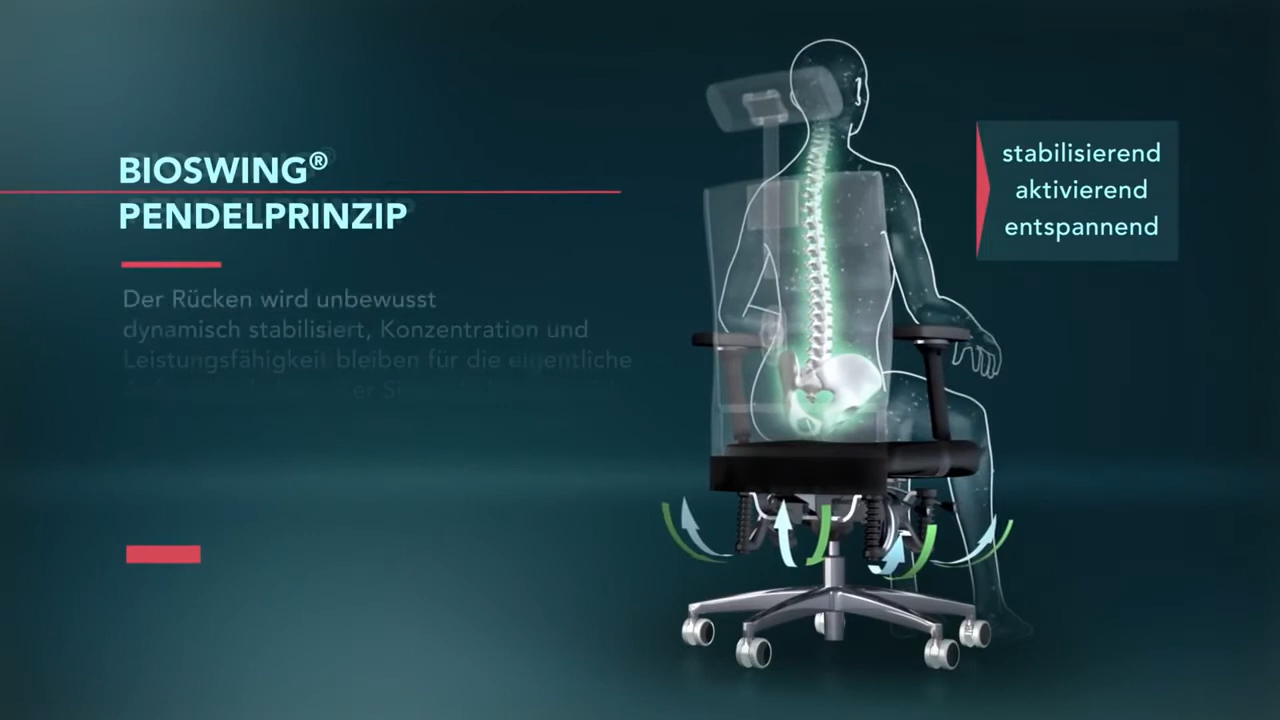 BIOSWING®
PENDELPRINZIP
Der Rücken wird unbewusst
dynamisch stabilisiert, Konzentration und
Leistungsfähigkeit bleiben für die eigentliche
stabilisierend
aktivierend
entspannend